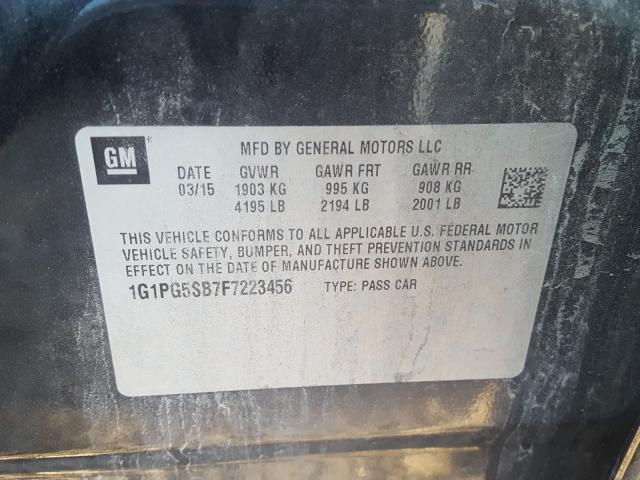 GM
MFD BY GENERAL MOTORS LLC
DATE GVWR GAWR FRT GAWR RR
03/15 1903 KG 995 KG 908 KG
4195 LB 2194 LB 2001 LB
THIS VEHICLE CONFORMS TO ALL APPLICABLE U.S. FEDERAL MOTOR
VEHICLE SAFETY, BUMPER, AND THEFT PREVENTION STANDARDS IN
EFFECT ON THE DATE OF MANUFACTURE SHOWN ABOVE.
1G1PG5SB7F7223456 TYPE: PASS CAR